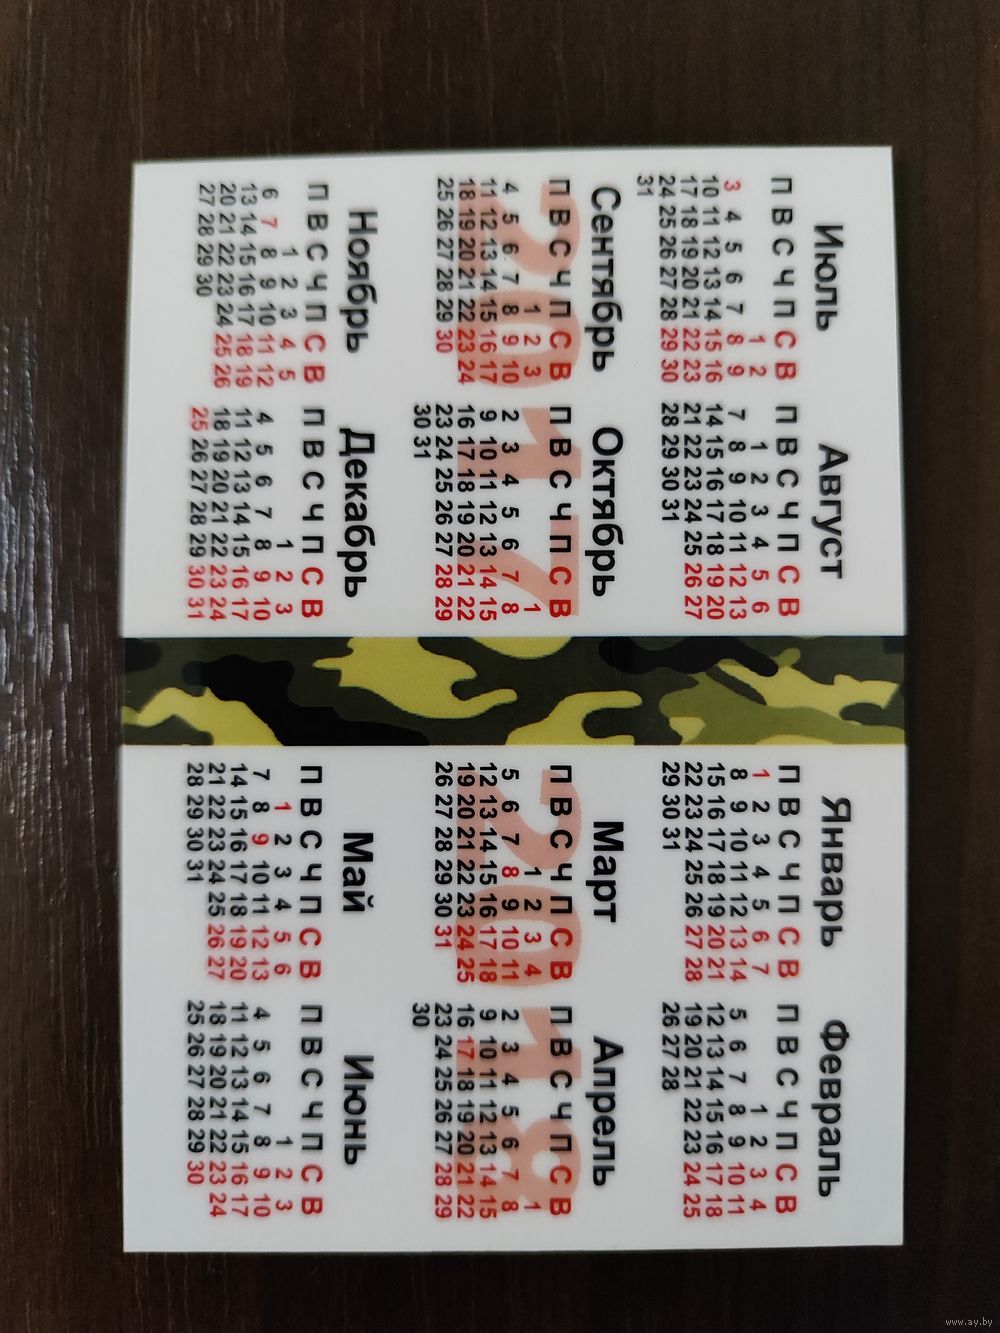 2017
Июль Август
П В С Ч П С В П В С Ч П С В
1 2 1 2 3 4 5 6
3 4 5 6 7 8 9 7 8 9 10 11 12 13
10 11 12 13 14 15 16 14 15 16 17 18 19 20
17 18 19 20 21 22 23 21 22 23 24 25 26 27
24 25 26 27 28 29 30 28 29 30 31
31
Сентябрь Октябрь
П В С Ч П С В П В С Ч П С В
1 2 3 1
4 5 6 7 8 9 10 2 3 4 5 6 7 8
11 12 13 14 15 16 17 9 10 11 12 13 14 15
18 19 20 21 22 23 24 16 17 18 19 20 21 22
25 26 27 28 29 30 23 24 25 26 27 28 29
30 31
Ноябрь Декабрь
П В С Ч П С В П В С Ч П С В
1 2 3 4 5 1 2 3
6 7 8 9 10 11 12 4 5 6 7 8 9 10
13 14 15 16 17 18 19 11 12 13 14 15 16 17
20 21 22 23 24 25 26 18 19 20 21 22 23 24
27 28 29 30 25 26 27 28 29 30 31
2018
Январь Февраль
П В С Ч П С В П В С Ч П С В
1 2 3 4 5 6 7 1 2 3 4
8 9 10 11 12 13 14 5 6 7 8 9 10 11
15 16 17 18 19 20 21 12 13 14 15 16 17 18
22 23 24 25 26 27 28 19 20 21 22 23 24 25
29 30 31 26 27 28
Март Апрель
П В С Ч П С В П В С Ч П С В
1 2 3 4 1
5 6 7 8 9 10 11 2 3 4 5 6 7 8
12 13 14 15 16 17 18 9 10 11 12 13 14 15
19 20 21 22 23 24 25 16 17 18 19 20 21 22
26 27 28 29 30 31 23 24 25 26 27 28 29
30
Май Июнь
П В С Ч П С В П В С Ч П С В
1 2 3 4 5 6 1 2 3
7 8 9 10 11 12 13 4 5 6 7 8 9 10
14 15 16 17 18 19 20 11 12 13 14 15 16 17
21 22 23 24 25 26 27 18 19 20 21 22 23 24
28 29 30 31 25 26 27 28 29 30
www.ay.by